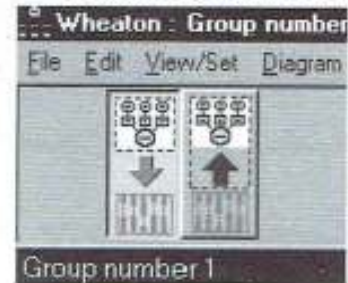 Wheaton : Group number
File Edit View/Set Diagram
Group number 1